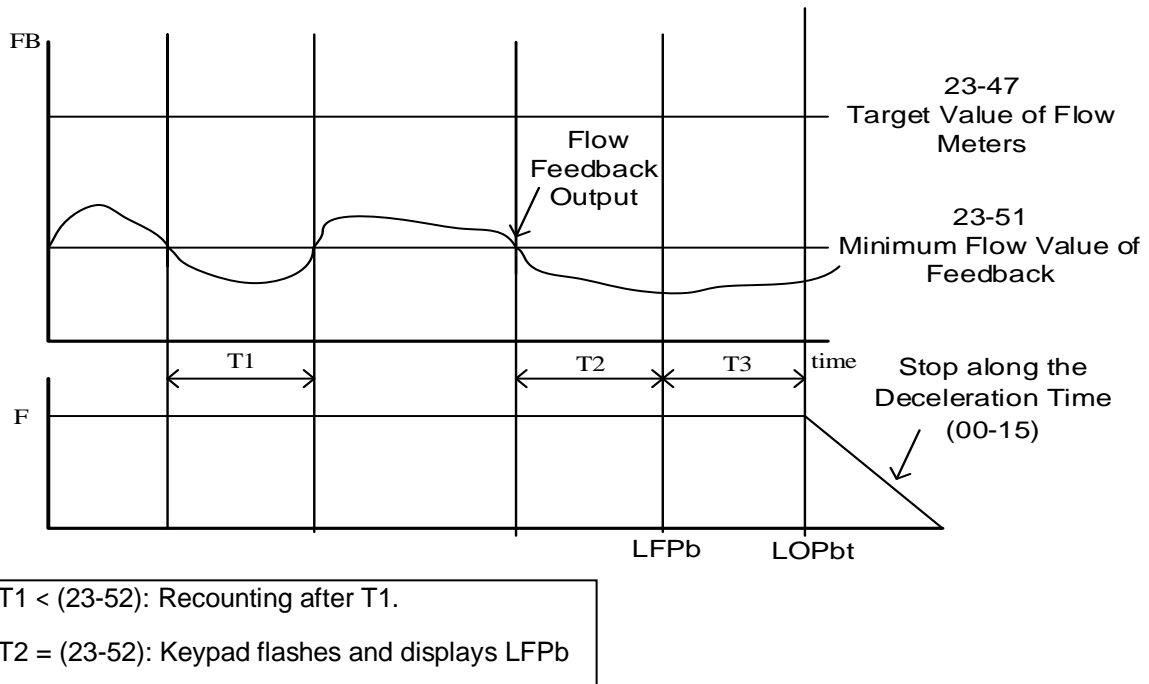 FB
23-47
Target Value of Flow
Meters
Flow
Feedback
Output
23-51
Minimum Flow Value of
Feedback
T1
T2
T3
time
Stop along the
Deceleration Time
(00-15)
F
LFPb
LOPbt
T1 < (23-52): Recounting after T1.
T2 = (23-52): Keypad flashes and displays LFPb